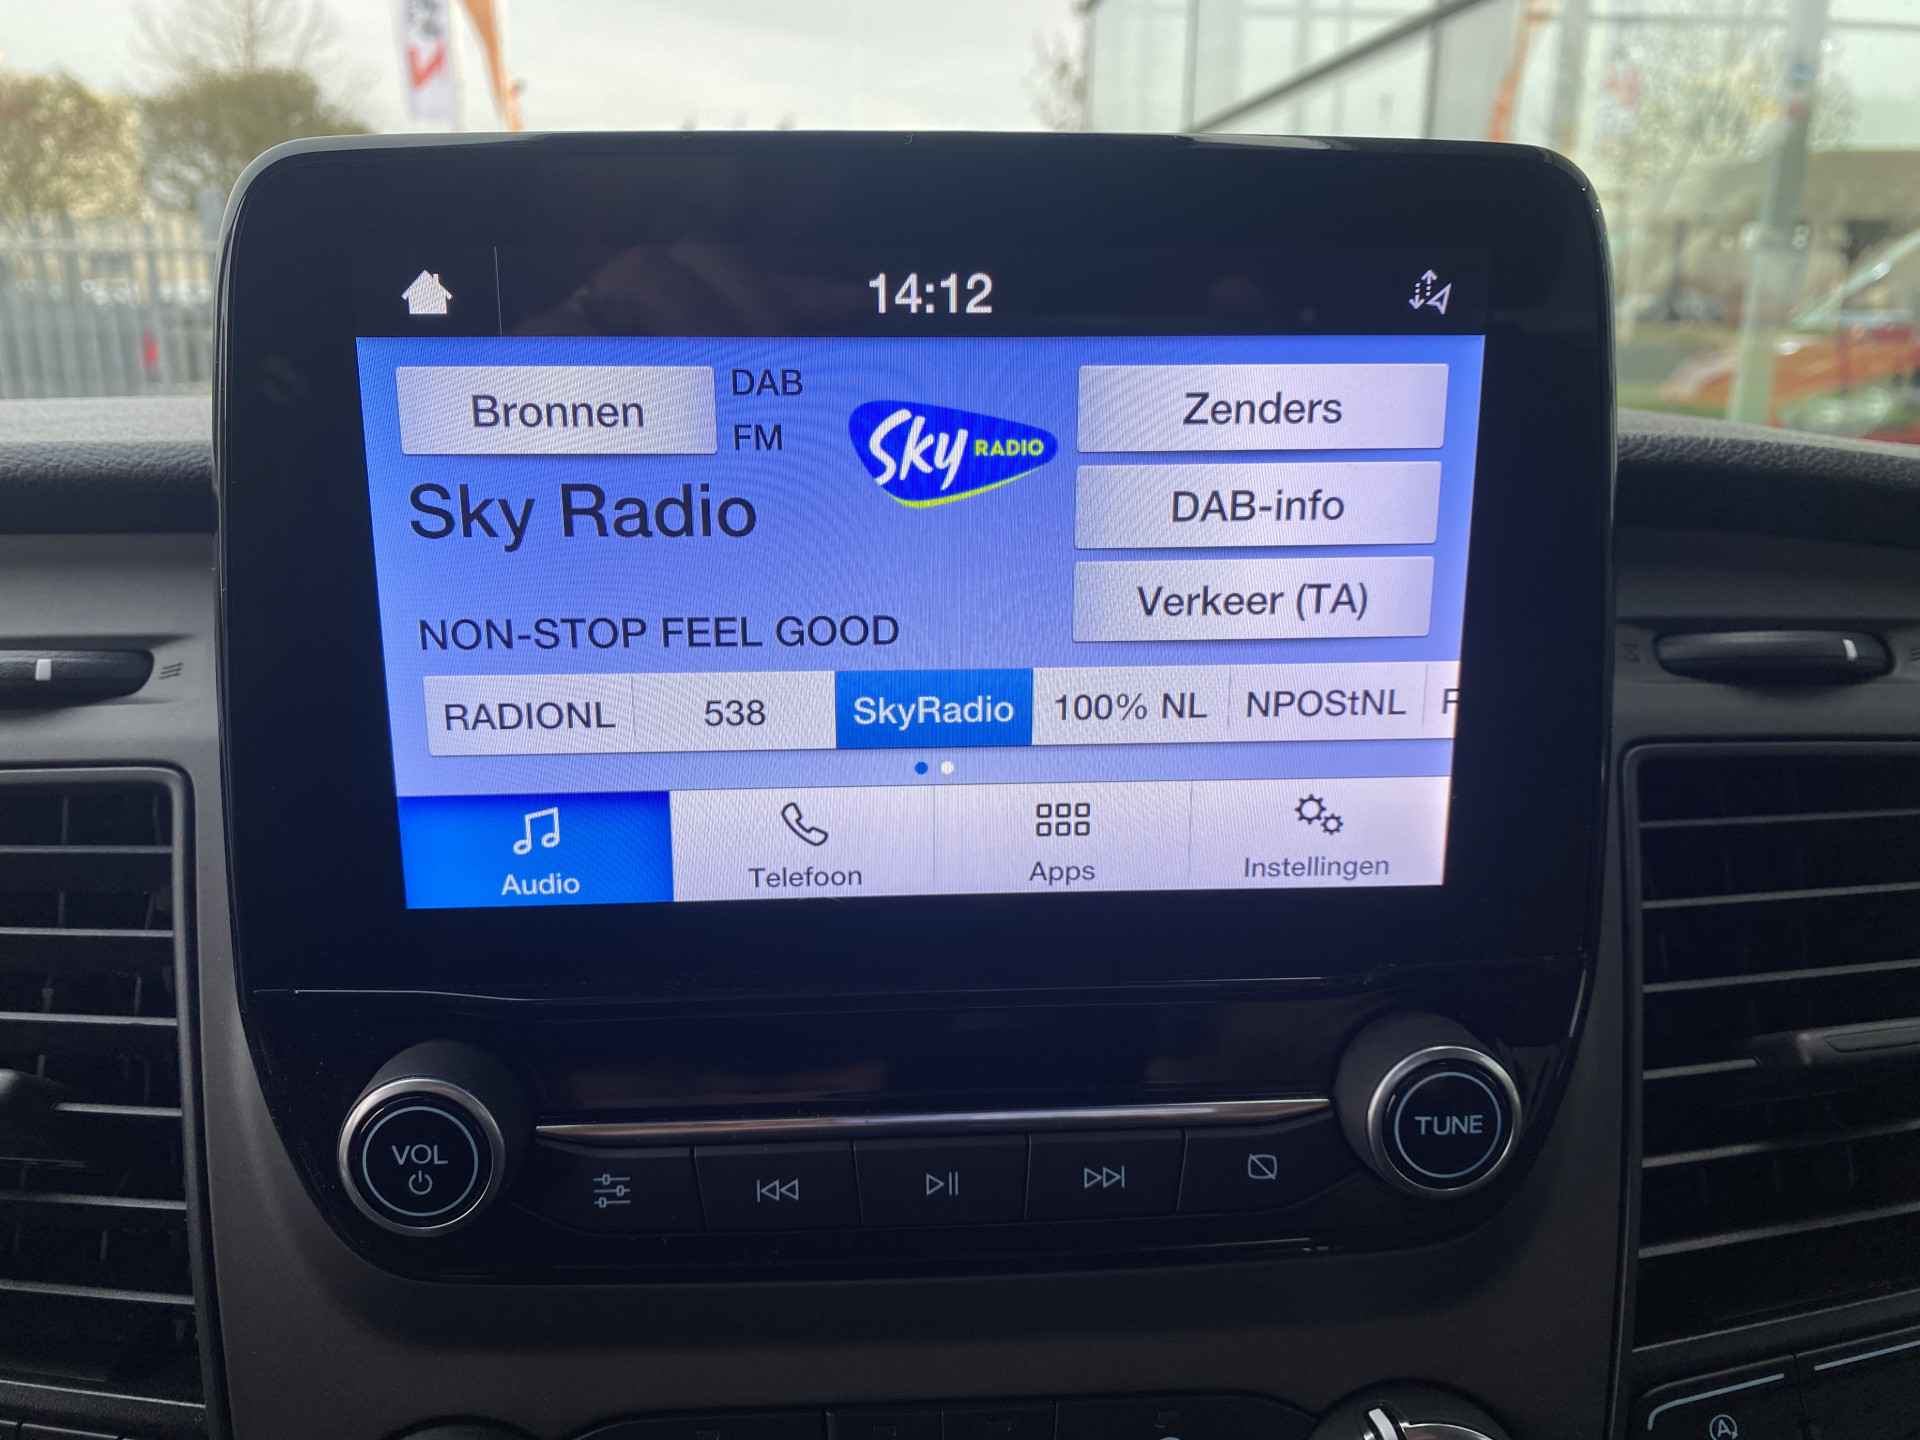 14:12
Bronnen
DAB
FM
Sky RADIO
Zenders
Sky Radio
DAB-info
Verkeer (TA)
NON-STOP FEEL GOOD
RADIONL 538 SkyRadio 100% NL NPOStNL
Audio Telefoon Apps Instellingen
VOL
TUNE
A